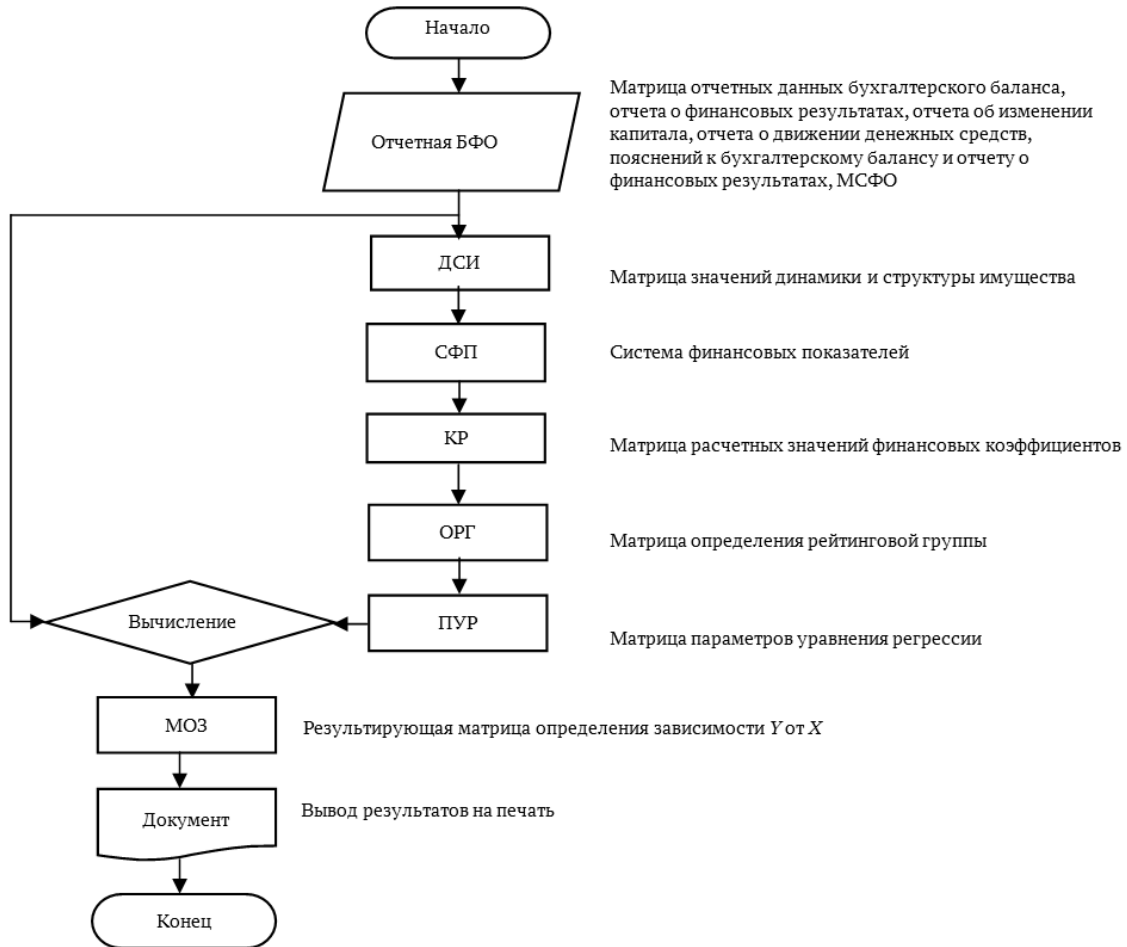 Начало
Отчетная БФО
Матрица отчетных данных бухгалтерского баланса,
отчета о финансовых результатах, отчета об изменении
капитала, отчета о движении денежных средств,
пояснений к бухгалтерскому балансу и отчету о
финансовых результатах, МСФО
ДСИ
Матрица значений динамики и структуры имущества
СФП
Система финансовых показателей
КР
Матрица расчетных значений финансовых коэффициентов
ОРГ
Матрица определения рейтинговой группы
Вычисление
ПУР
Матрица параметров уравнения регрессии
МОЗ
Результирующая матрица определения зависимости Y от X
Документ
Вывод результатов на печать
Конец